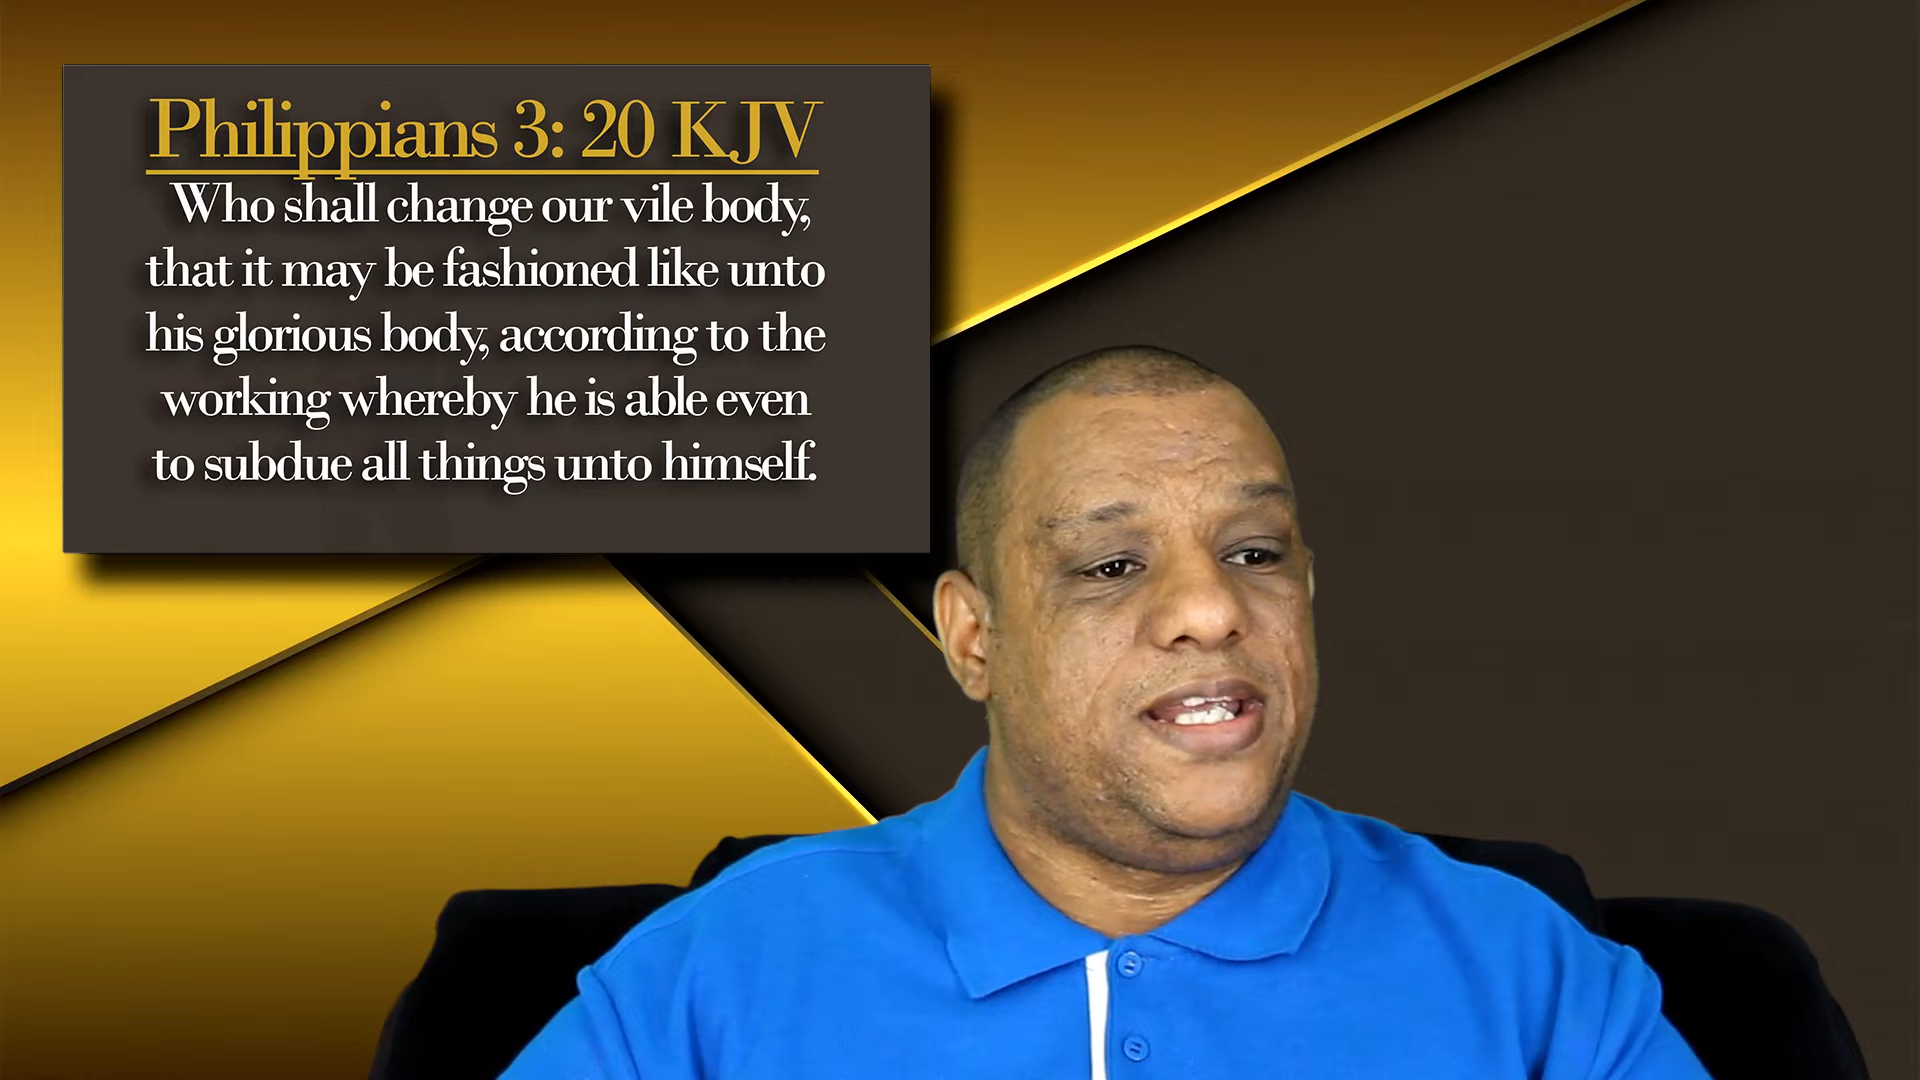 Philippians 3: 20 KJV
Who shall change our vile body,
that it may be fashioned like unto
his glorious body, according to the
working whereby he is able even
to subdue all things unto himself.